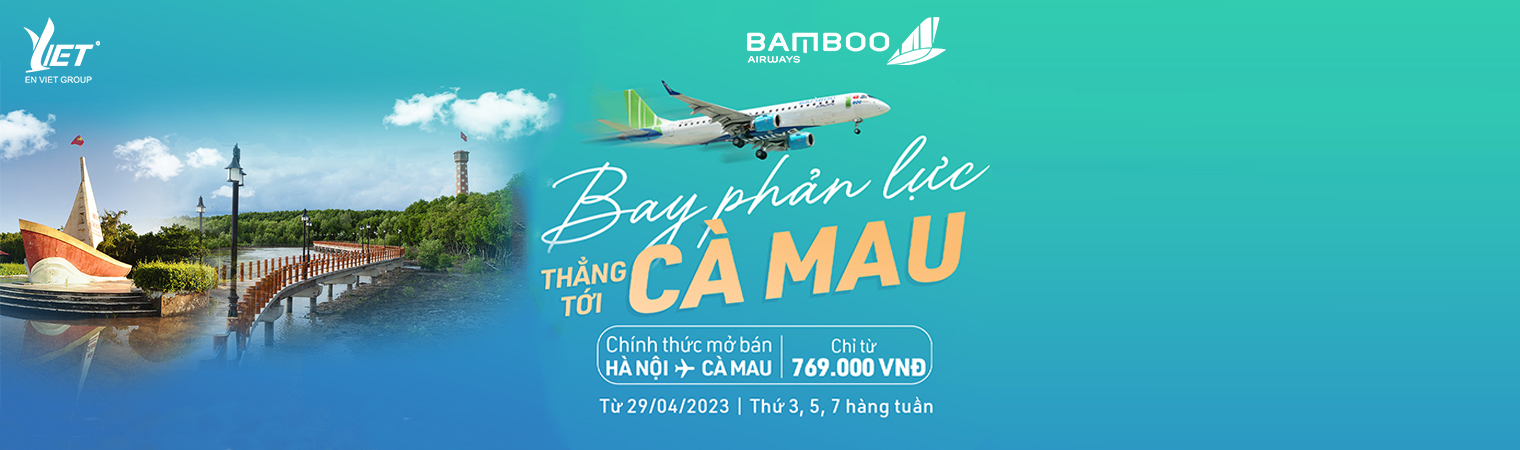 VIET
EN VIET GROUP
BAMBOO
AIRWAYS
Bay phản lực
THẲNG TỚI
CÀ MAU
Chính thức mở bán
HÀ NỘI CÀ MAU
Chỉ từ
769.000 VNĐ
Từ 29/04/2023 | Thứ 3, 5, 7 hàng tuần